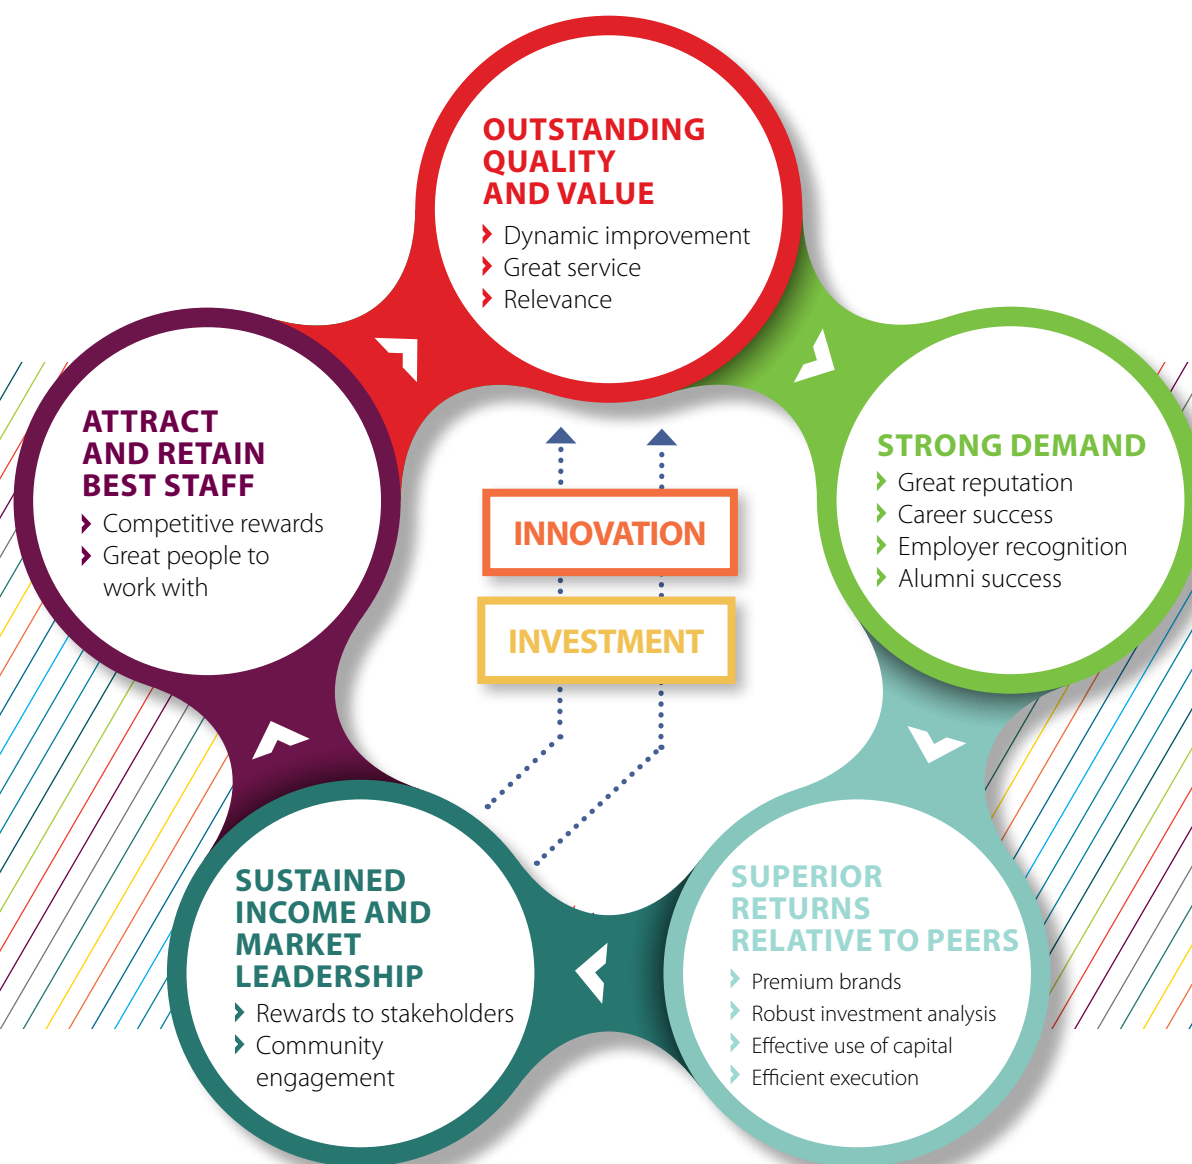 OUTSTANDING
QUALITY
AND VALUE
Dynamic improvement
Great service
Relevance
STRONG DEMAND
Great reputation
Career success
Employer recognition
Alumni success
SUPERIOR
RETURNS
RELATIVE TO PEERS
Premium brands
Robust investment analysis
Effective use of capital
Efficient execution
SUSTAINED
INCOME AND
MARKET
LEADERSHIP
Rewards to stakeholders
Community
engagement
ATTRACT
AND RETAIN
BEST STAFF
Competitive rewards
Great people to
work with
INNOVATION
INVESTMENT